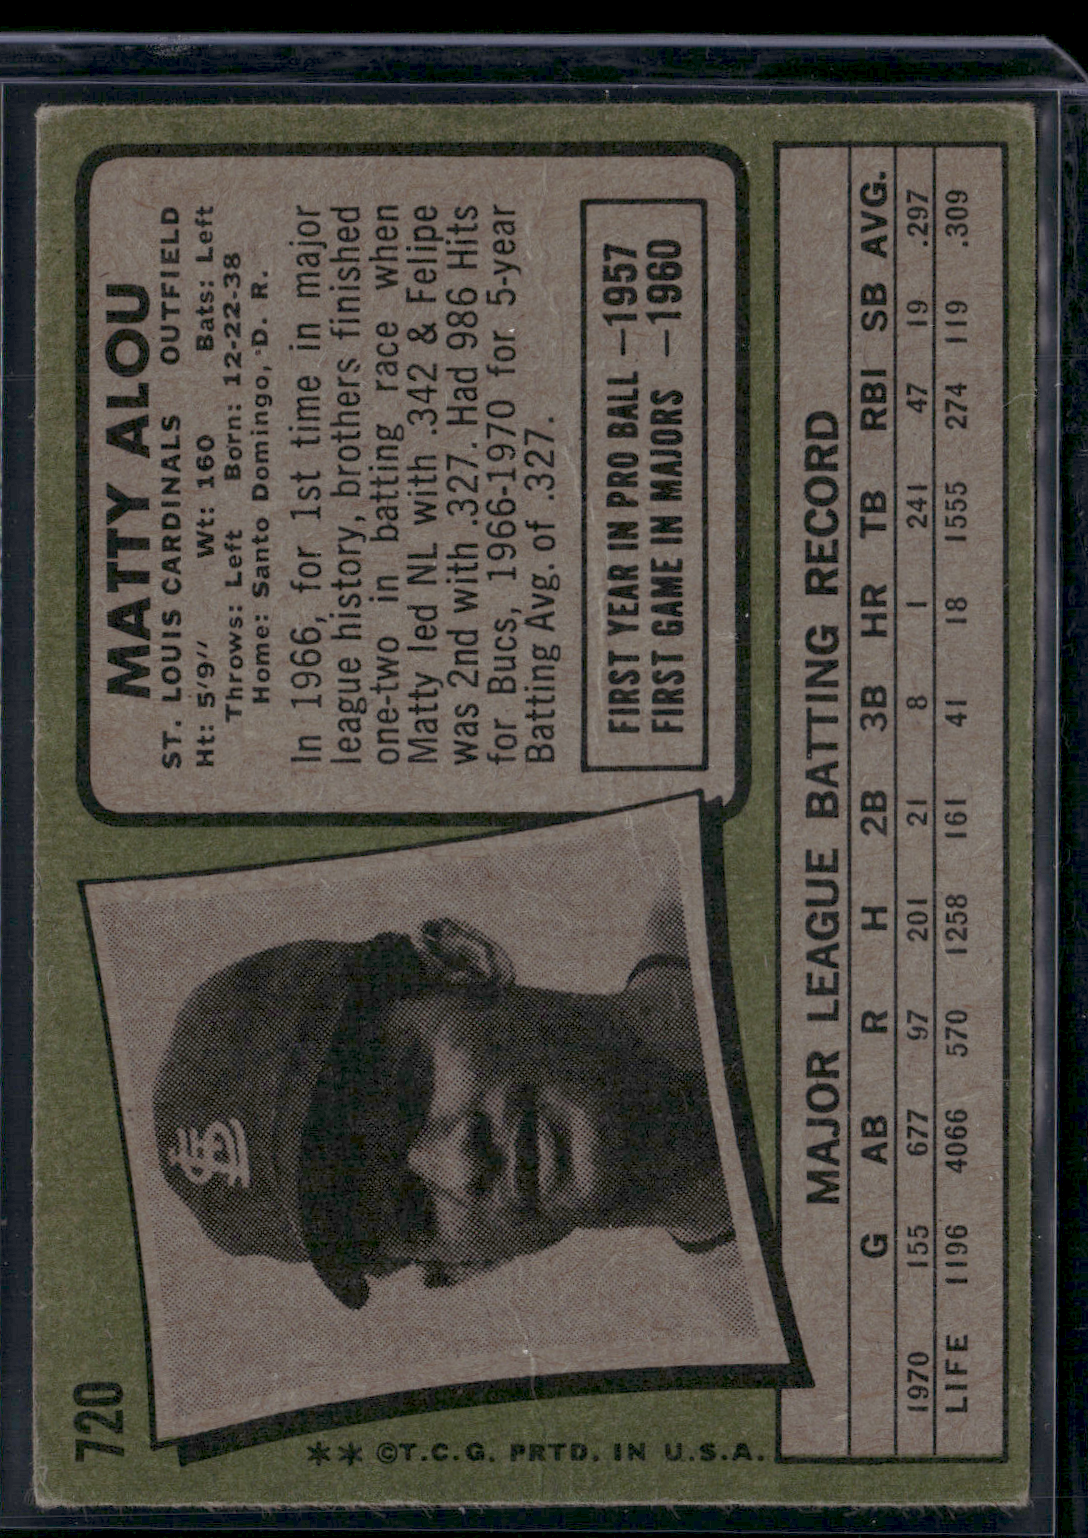 720
MATTY ALOU
ST. LOUIS CARDINALS OUTFIELD
Ht: 5'9" Wt: 160 Bats: Left
Throws: Left Born: 12-22-38
Home: Santo Domingo, D. R.
In 1966, for 1st time in major
league history, brothers finished
one-two in batting race when
Matty led NL with .342 & Felipe
was 2nd with .327. Had 986 Hits
for Bucs, 1966-1970 for 5-year
Batting Avg. of .327.
FIRST YEAR IN PRO BALL —1957
FIRST GAME IN MAJORS —1960
StL
** ©T.C.G. PRTD. IN U.S.A.
MAJOR LEAGUE BATTING RECORD
G AB R H 2B 3B HR TB RBI SB AVG.
1970 155 677 97 201 21 8 1 241 47 19 .297
LIFE 1196 4066 570 1258 161 41 18 1555 274 119 .309